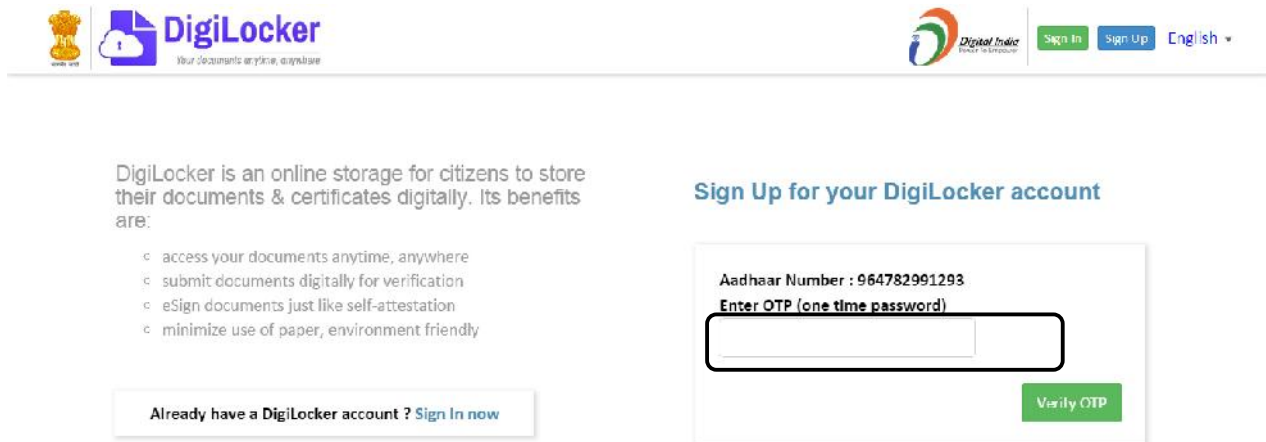 DigiLocker
Your documents anytime, anywhere
Digital India
Power To Empower
Sign In
Sign Up
English
DigiLocker is an online storage for citizens to store
their documents & certificates digitally. Its benefits
are:
access your documents anytime, anywhere
submit documents digitally for verification
eSign documents just like self-attestation
minimize use of paper, environment friendly
Already have a DigiLocker account ? Sign In now
Sign Up for your DigiLocker account
Aadhaar Number : 964782991293
Enter OTP (one time password)
Verify OTP